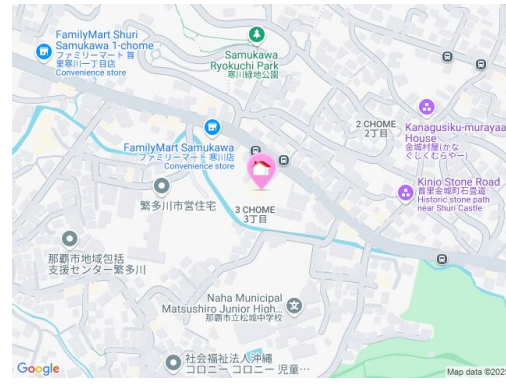 FamilyMart Shuri
Samukawa 1-chome
ファミリーマート 首
里寒川一丁目店
Convenience store
Samukawa
Ryokuchi Park
寒川緑地公園
2 CHOME
2丁目
Kanagusiku-murayaa
House
金城村屋(かな
ぐしくむらやー)
FamilyMart Samukawa
ファミリーマート 寒川店
Convenience store
Kinjo Stone Road
首里金城町石畳道
Historic stone path
near Shuri Castle
繁多川市営住宅
3 CHOME
3丁目
那覇市地域包括
支援センター繁多川
Naha Municipal
Matsushiro Junior High...
那覇市立松城中学校
社会福祉法人沖縄
コロニー コロニー 児童…
Google
Map data ©2025